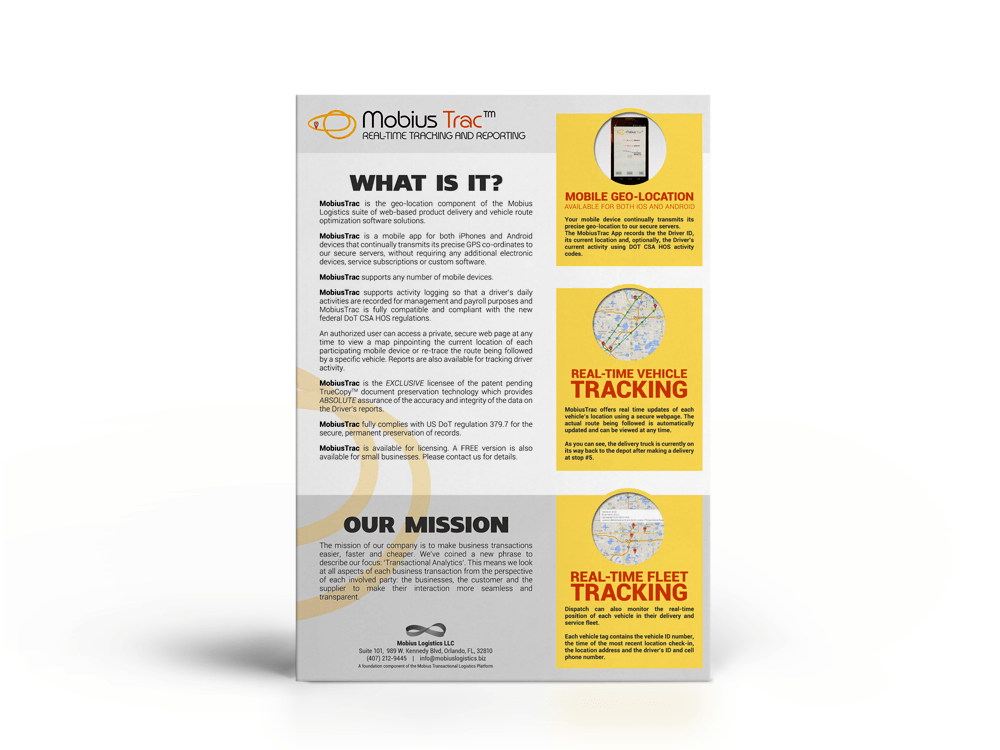 Mobius Trac™
REAL-TIME TRACKING AND REPORTING
WHAT IS IT?
MobiusTrac is the geo-location component of the Mobius
Logistics suite of web-based product delivery and vehicle route
optimization software solutions.
MobiusTrac is a mobile app for both iPhones and Android
devices that continually transmits its precise GPS co-ordinates to
our secure servers, without requiring any additional electronic
devices, service subscriptions or custom software.
MobiusTrac supports any number of mobile devices.
MobiusTrac supports activity logging so that a driver's daily
activities are recorded for management and payroll purposes and
MobiusTrac is fully compatible and compliant with the new
federal DoT CSA HOS regulations.
An authorized user can access a private, secure web page at any
time to view a map pinpointing the current location of each
participating mobile device or re-trace the route being followed
by a specific vehicle. Reports are also available for tracking driver
activity.
MobiusTrac is the EXCLUSIVE licensee of the patent pending
TrueCopy™ document preservation technology which provides
ABSOLUTE assurance of the accuracy and integrity of the data on
the Driver's reports.
MobiusTrac fully complies with US DoT regulation 379.7 for the
secure, permanent preservation of records.
MobiusTrac is available for licensing. A FREE version is also
available for small businesses. Please contact us for details.
OUR MISSION
The mission of our company is to make business transactions
easier, faster and cheaper. We've coined a new phrase to
describe our focus: 'Transactional Analytics'. This means we look
at all aspects of each business transaction from the perspective
of each involved party: the businesses, the customer and the
supplier to make their interaction more seamless and
transparent.
Mobius Logistics LLC
Suite 101, 989 W. Kennedy Blvd, Orlando, FL, 32810
(407) 212-9445 | info@mobiuslogistics.biz
A foundation component of the Mobius Transactional Logistics Platform
MOBILE GEO-LOCATION
AVAILABLE FOR BOTH IOS AND ANDROID
Your mobile device continually transmits its
precise geo-location to our secure servers.
The MobiusTrac App records the the Driver ID,
its current location and, optionally, the Driver's
current activity using DOT CSA HOS activity
codes.
REAL-TIME VEHICLE
TRACKING
MobiusTrac offers real time updates of each
vehicle's location using a secure webpage. The
actual route being followed is automatically
updated and can be viewed at any time.
As you can see, the delivery truck is currently on
its way back to the depot after making a delivery
at stop #5.
REAL-TIME FLEET
TRACKING
Dispatch can also monitor the real-time
position of each vehicle in their delivery and
service fleet.
Each vehicle tag contains the vehicle ID number,
the time of the most recent location check-in,
the location address and the driver's ID and cell
phone number.